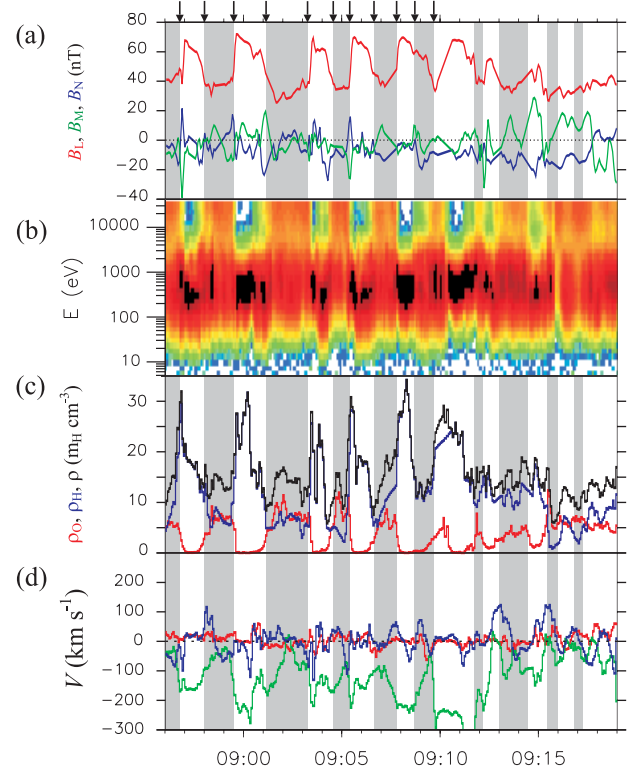 (a)
80
60
40
20
0
−20
−40
B_L, B_M, B_N (nT)
(b)
10000
1000
100
10
E (eV)
(c)
30
20
10
0
ρ_O, ρ_H, ρ (m_H cm⁻³)
(d)
200
100
0
−100
−200
−300
V (km s⁻¹)
09:00 09:05 09:10 09:15